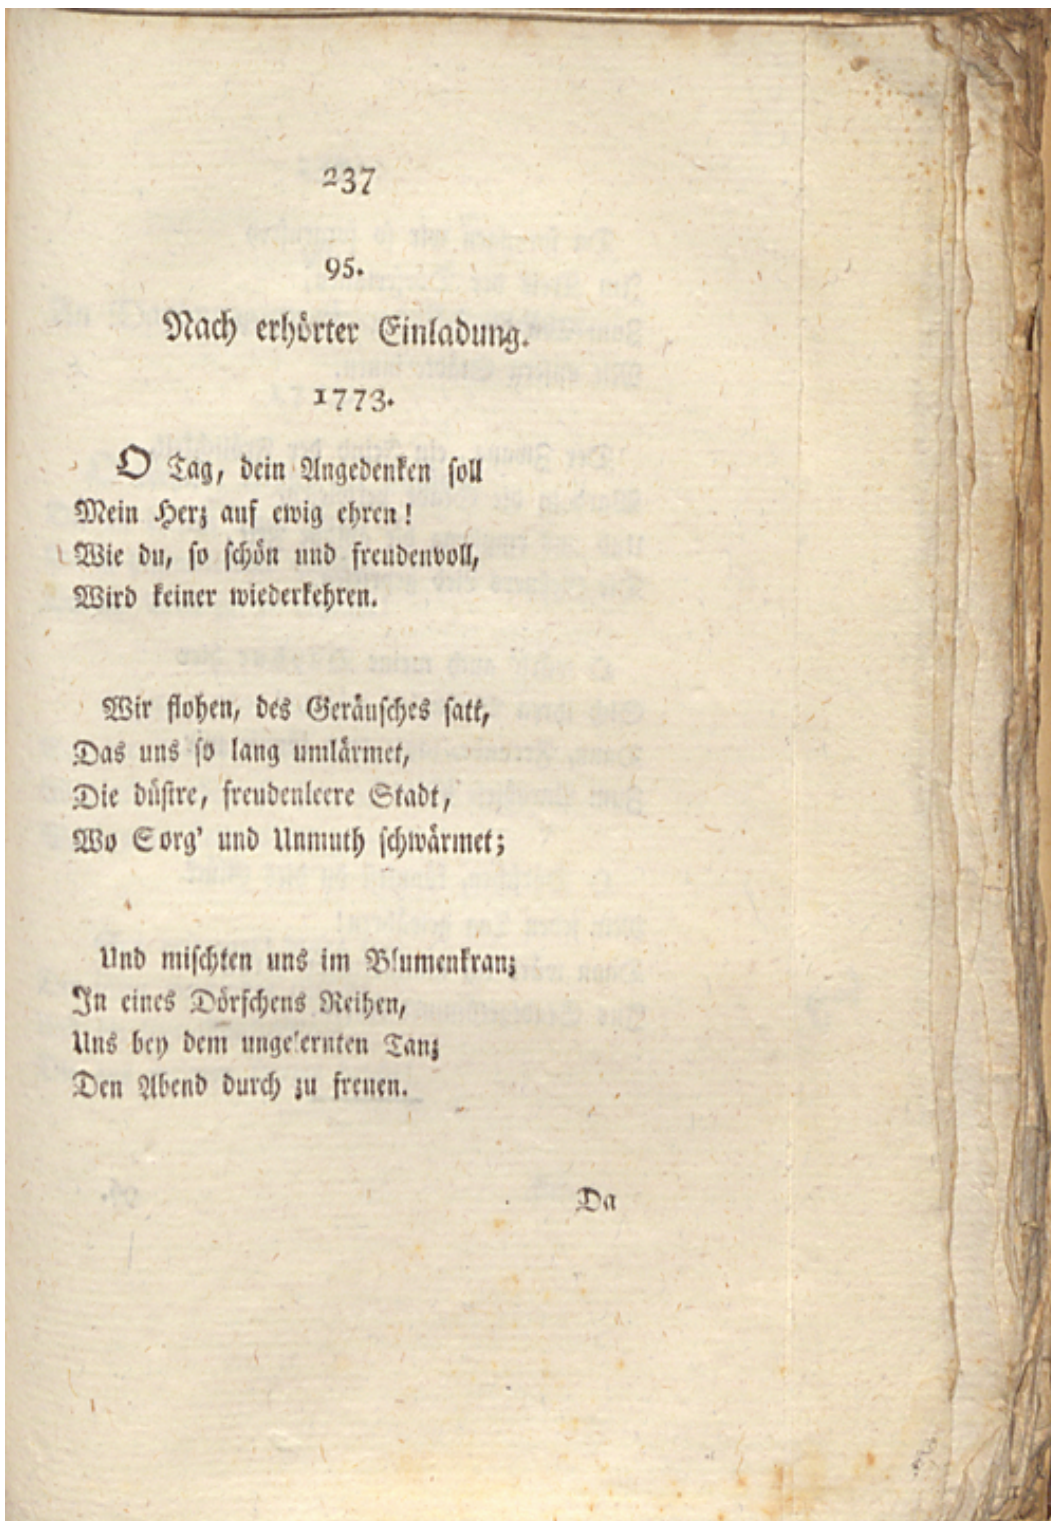 237
95.
Nach erhörter Einladung.
1773.
O Tag, dein Angedenken soll
Mein Herz auf ewig ehren!
Wie du, so schön und freudenvoll,
Wird keiner wiederkehren.
Wir flohen, des Geräusches satt,
Das uns so lang umlärmet,
Die düstre, freudenleere Stadt,
Wo Sorg' und Unmuth schwärmet;
Und mischten uns im Blumenkranz
In eines Dörfchens Reihen,
Uns bey dem ungelernten Tanz
Den Abend durch zu freuen.
Da